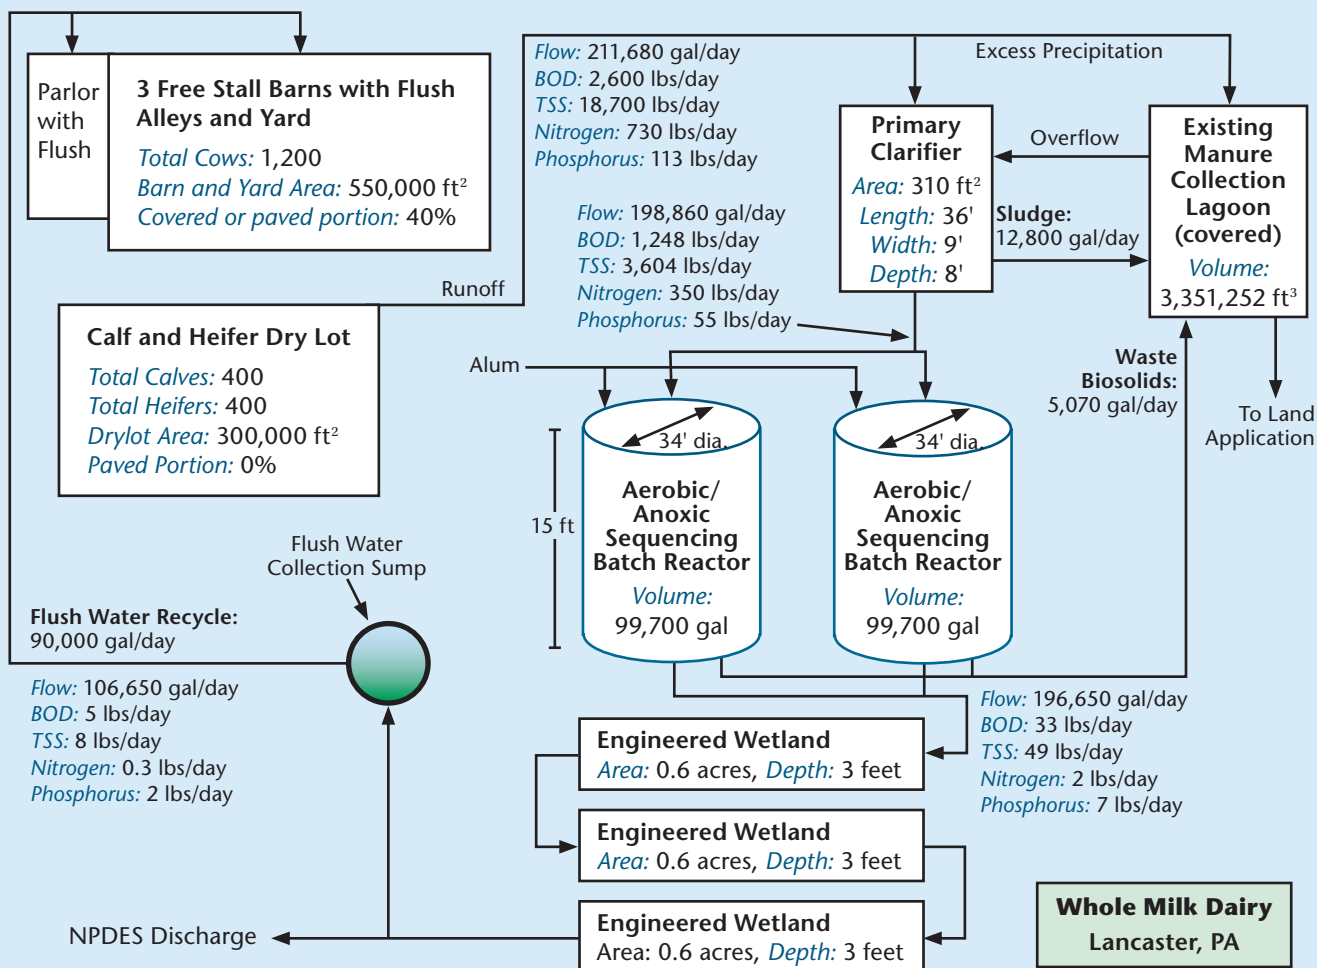 Parlor
with
Flush
3 Free Stall Barns with Flush
Alleys and Yard
Total Cows: 1,200
Barn and Yard Area: 550,000 ft²
Covered or paved portion: 40%
Flow: 211,680 gal/day
BOD: 2,600 lbs/day
TSS: 18,700 lbs/day
Nitrogen: 730 lbs/day
Phosphorus: 113 lbs/day
Excess Precipitation
Primary
Clarifier
Area: 310 ft²
Length: 36'
Width: 9'
Depth: 8'
Overflow
Sludge:
12,800 gal/day
Existing
Manure
Collection
Lagoon
(covered)
Volume:
3,351,252 ft³
Flow: 198,860 gal/day
BOD: 1,248 lbs/day
TSS: 3,604 lbs/day
Nitrogen: 350 lbs/day
Phosphorus: 55 lbs/day
Runoff
Calf and Heifer Dry Lot
Total Calves: 400
Total Heifers: 400
Drylot Area: 300,000 ft²
Paved Portion: 0%
Alum
Waste
Biosolids:
5,070 gal/day
To Land
Application
34' dia.
15 ft
Aerobic/
Anoxic
Sequencing
Batch Reactor
Volume:
99,700 gal
34' dia.
Aerobic/
Anoxic
Sequencing
Batch Reactor
Volume:
99,700 gal
Flush Water
Collection Sump
Flush Water Recycle:
90,000 gal/day
Flow: 106,650 gal/day
BOD: 5 lbs/day
TSS: 8 lbs/day
Nitrogen: 0.3 lbs/day
Phosphorus: 2 lbs/day
Flow: 196,650 gal/day
BOD: 33 lbs/day
TSS: 49 lbs/day
Nitrogen: 2 lbs/day
Phosphorus: 7 lbs/day
Engineered Wetland
Area: 0.6 acres, Depth: 3 feet
Engineered Wetland
Area: 0.6 acres, Depth: 3 feet
Engineered Wetland
Area: 0.6 acres, Depth: 3 feet
NPDES Discharge
Whole Milk Dairy
Lancaster, PA